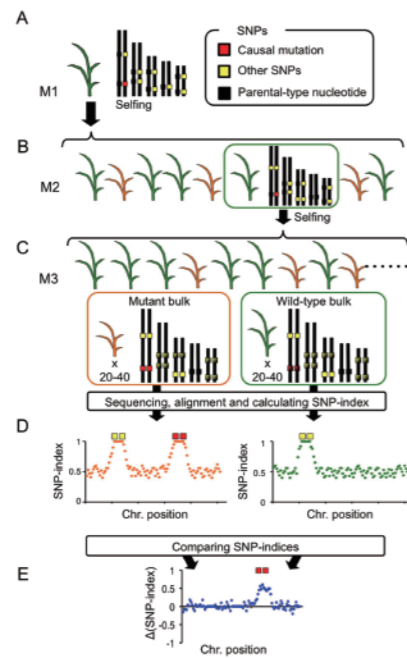 A
SNPs
Causal mutation
Other SNPs
Parental-type nucleotide
M1
Selfing
B
M2
Selfing
C
M3
Mutant bulk
Wild-type bulk
x
20-40
x
20-40
Sequencing, alignment and calculating SNP-index
D
SNP-index
1
0.5
0
Chr. position
1
0.5
0
SNP-index
Chr. position
Comparing SNP-indices
E
Δ(SNP-index)
1
0.5
0
-0.5
-1
Chr. position